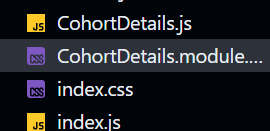 JS CohortDetails.js
CSS CohortDetails.module....
CSS index.css
JS index.js